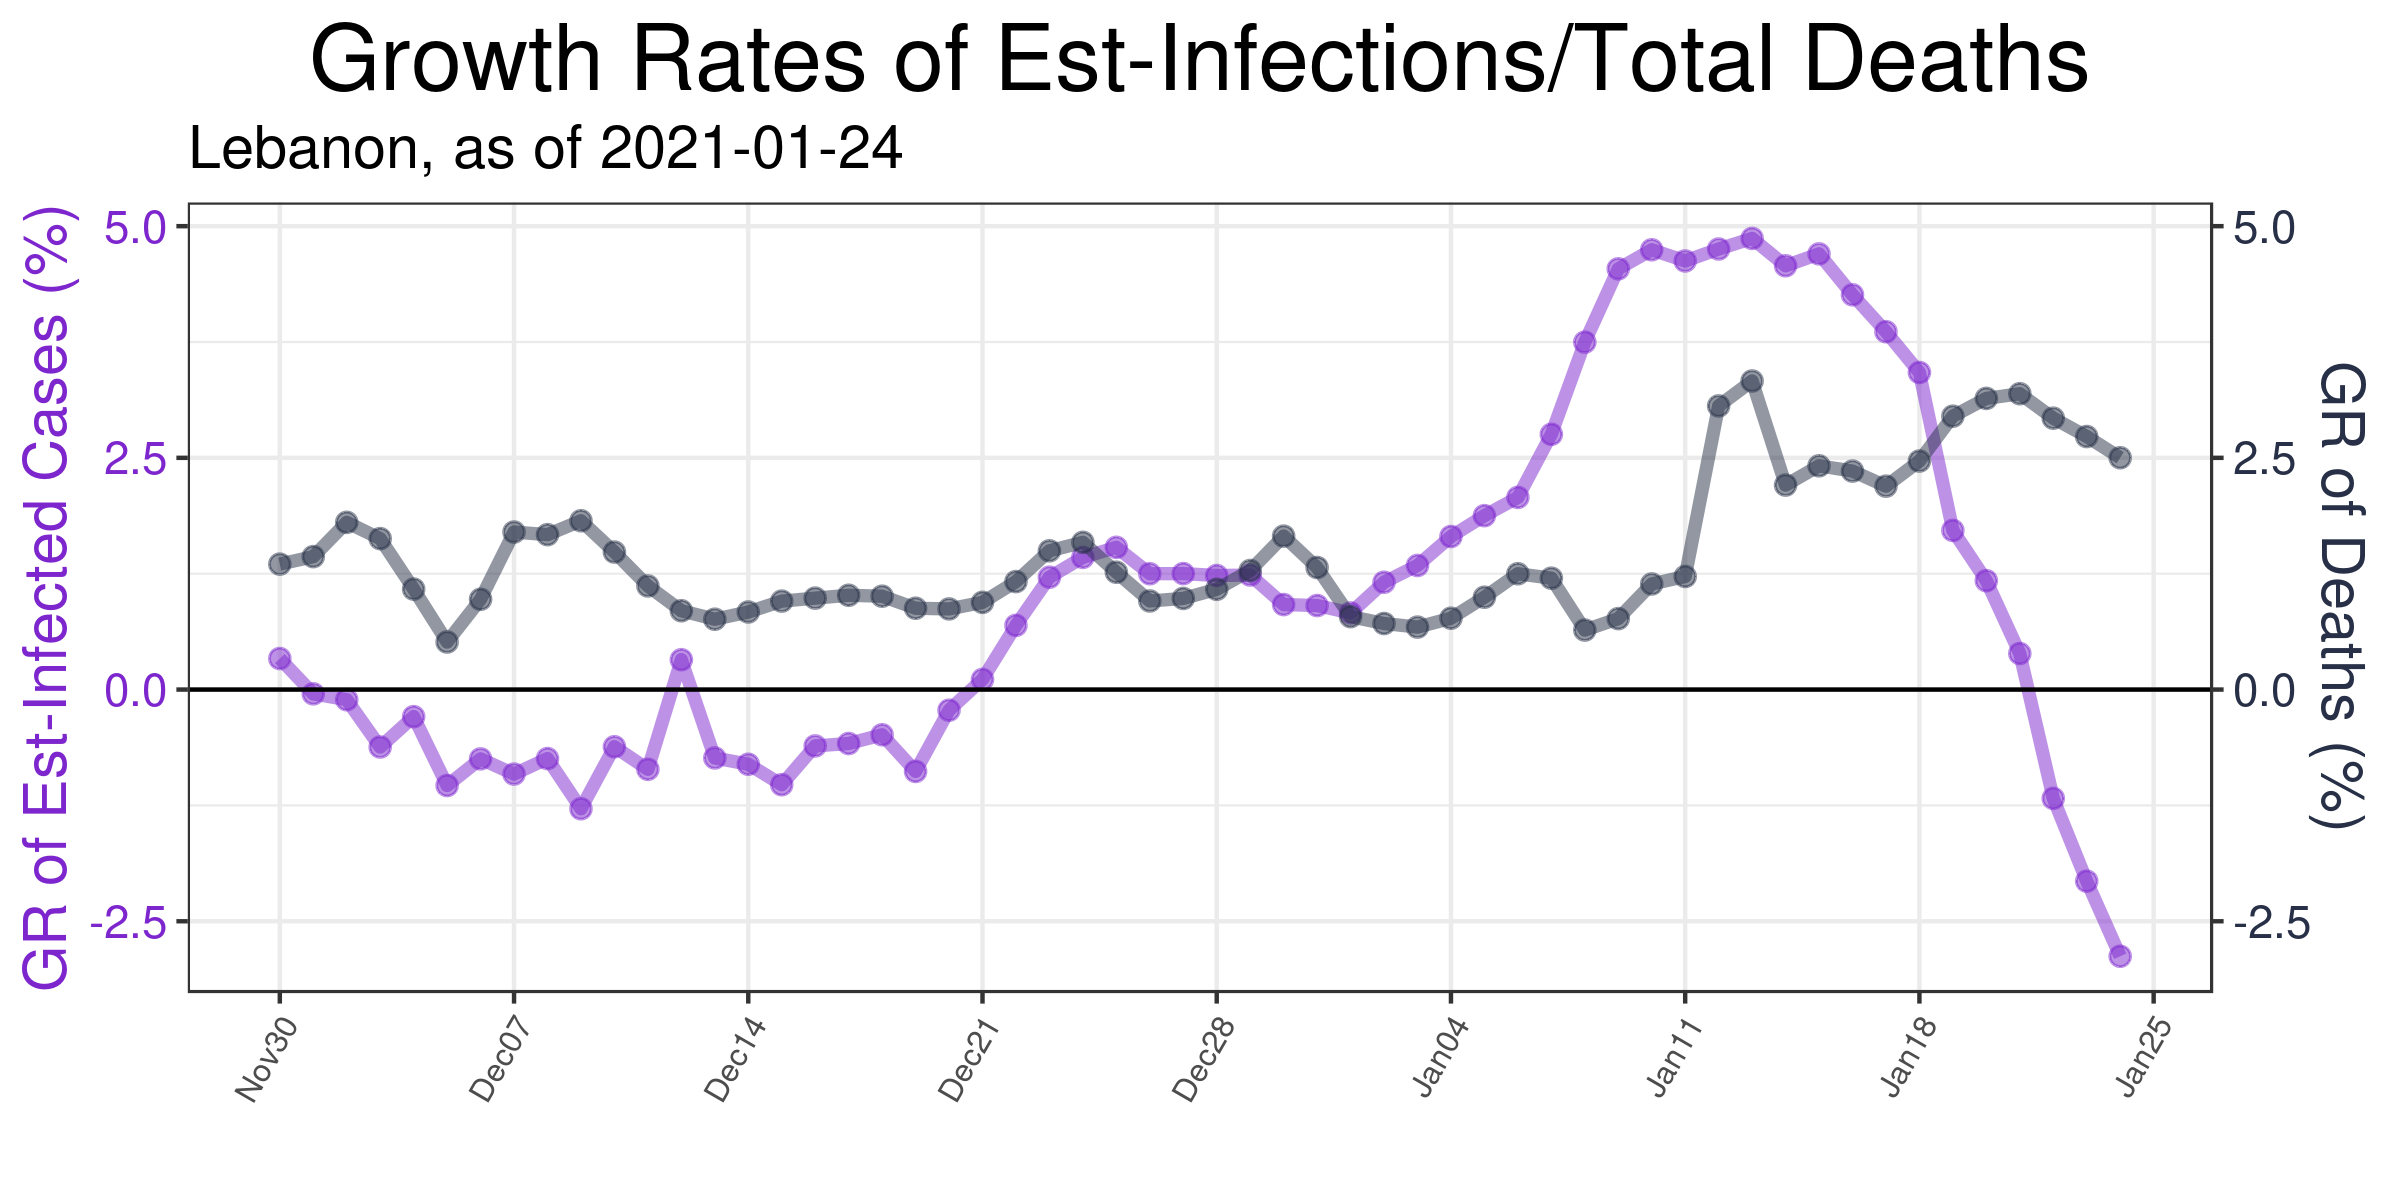 Growth Rates of Est-Infections/Total Deaths
Lebanon, as of 2021-01-24
GR of Est-Infected Cases (%)
5.0
2.5
0.0
-2.5
5.0
2.5
0.0
-2.5
GR of Deaths (%)
Nov30
Dec07
Dec14
Dec21
Dec28
Jan04
Jan11
Jan18
Jan25